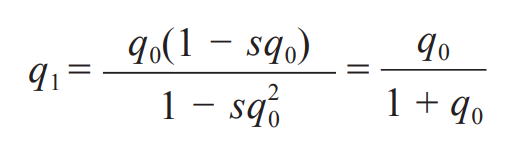 q₁ = q₀(1 − sq₀) / (1 − sq₀²) = q₀ / (1 + q₀)